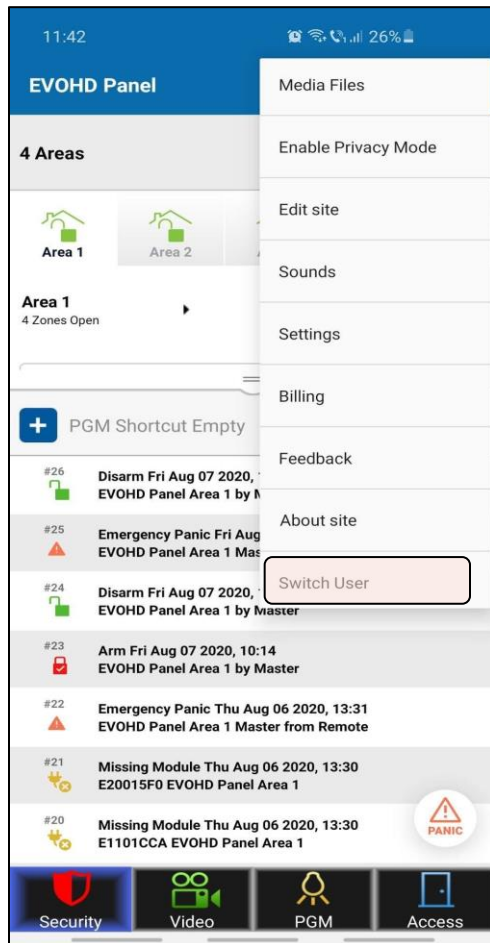 11:42 26%
EVOHD Panel
Media Files
Enable Privacy Mode
Edit site
Sounds
Settings
Billing
Feedback
About site
Switch User
4 Areas
Area 1 Area 2
Area 1
4 Zones Open
PGM Shortcut Empty
#26
Disarm Fri Aug 07 2020,
EVOHD Panel Area 1 by
#25
Emergency Panic Fri Aug
EVOHD Panel Area 1 Mas
#24
Disarm Fri Aug 07 2020,
EVOHD Panel Area 1 by Master
#23
Arm Fri Aug 07 2020, 10:14
EVOHD Panel Area 1 by Master
#22
Emergency Panic Thu Aug 06 2020, 13:31
EVOHD Panel Area 1 Master from Remote
#21
Missing Module Thu Aug 06 2020, 13:30
E20015F0 EVOHD Panel Area 1
#20
Missing Module Thu Aug 06 2020, 13:30
E1101CCA EVOHD Panel Area 1
PANIC
Security Video PGM Access